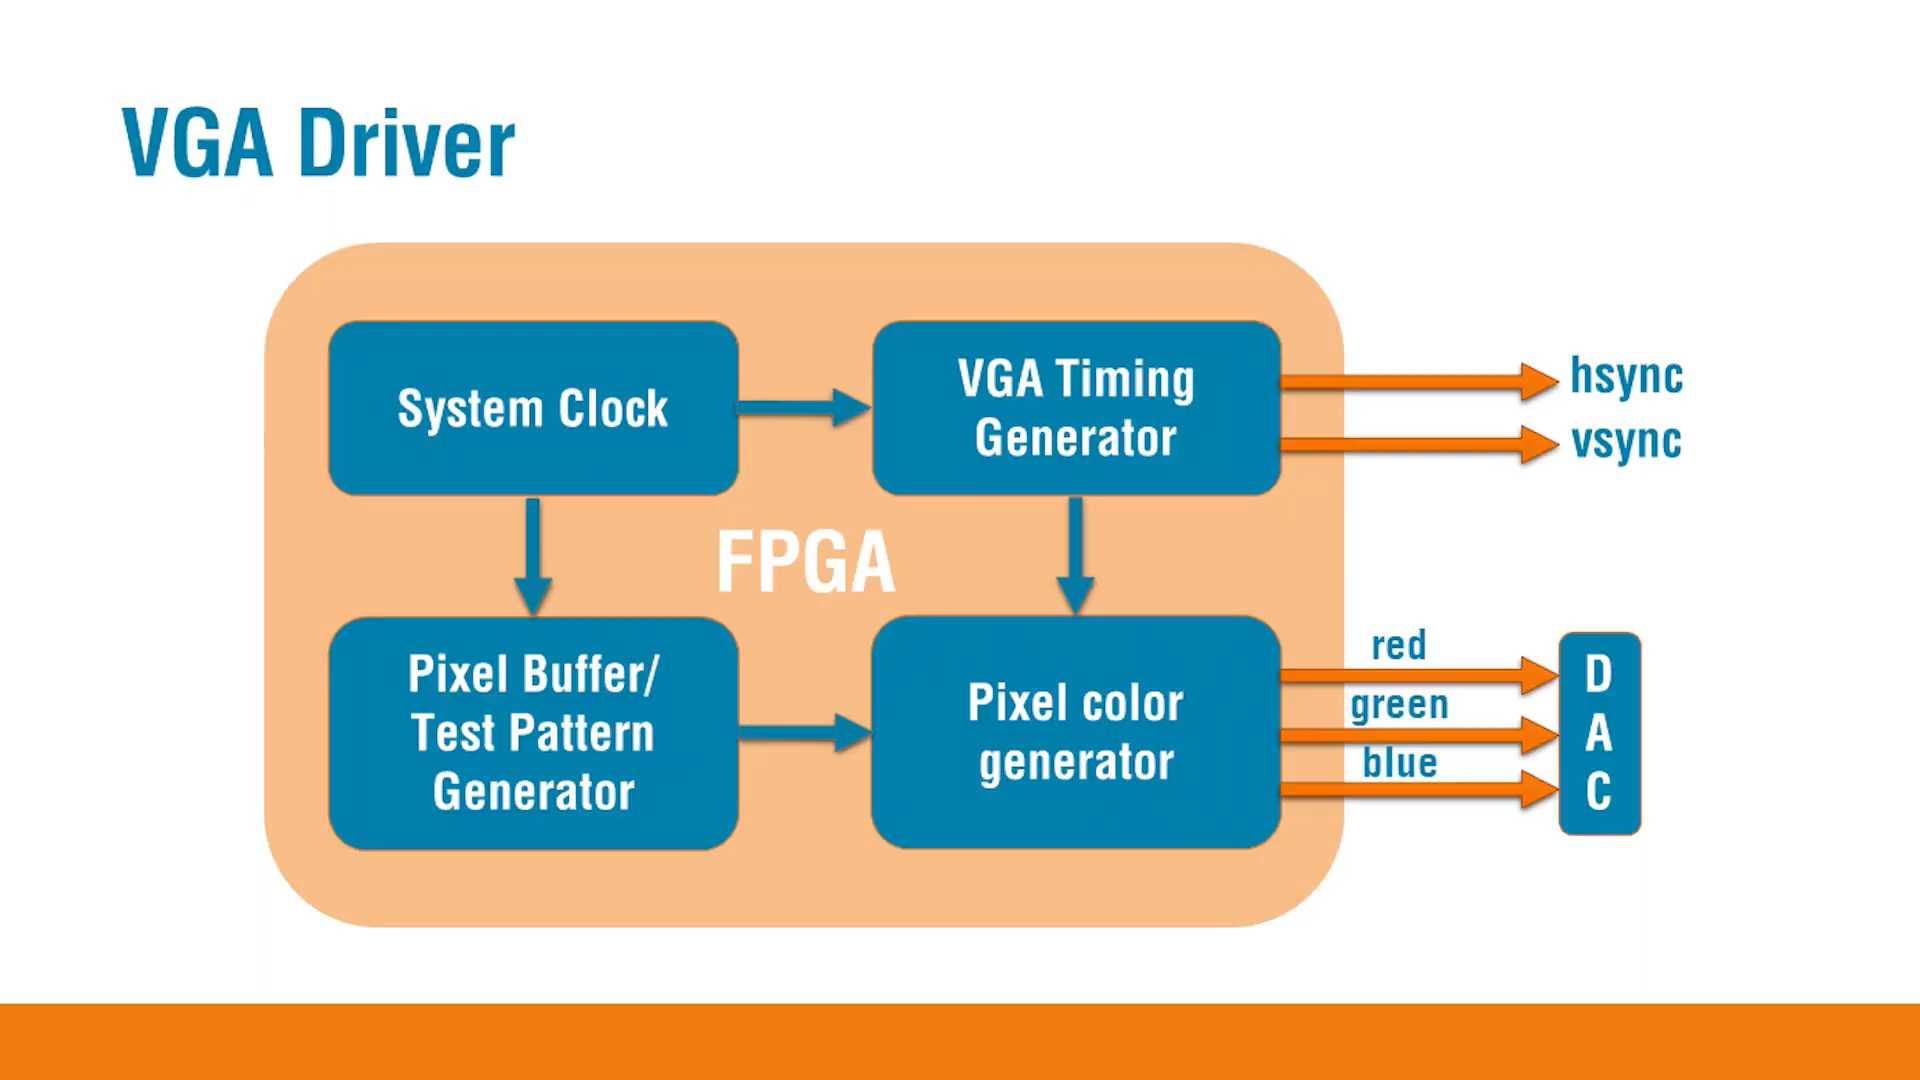 VGA Driver
System Clock
VGA Timing
Generator
hsync
vsync
FPGA
Pixel Buffer/
Test Pattern
Generator
Pixel color
generator
red
green
blue
D
A
C